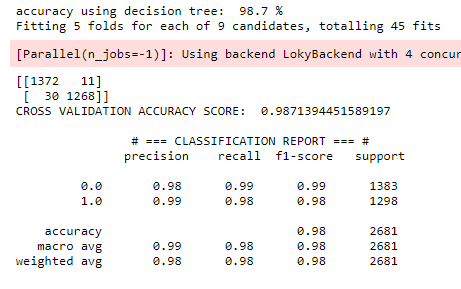 accuracy using decision tree:  98.7 %
Fitting 5 folds for each of 9 candidates, totalling 45 fits
[Parallel(n_jobs=-1)]: Using backend LokyBackend with 4 concur
[[1372   11]
 [  30 1268]]
CROSS VALIDATION ACCURACY SCORE:  0.9871394451589197
# === CLASSIFICATION REPORT === #
precision    recall  f1-score   support
0.0       0.98      0.99      0.99      1383
1.0       0.99      0.98      0.98      1298
accuracy                           0.98      2681
macro avg       0.99      0.98      0.98      2681
weighted avg       0.98      0.98      0.98      2681